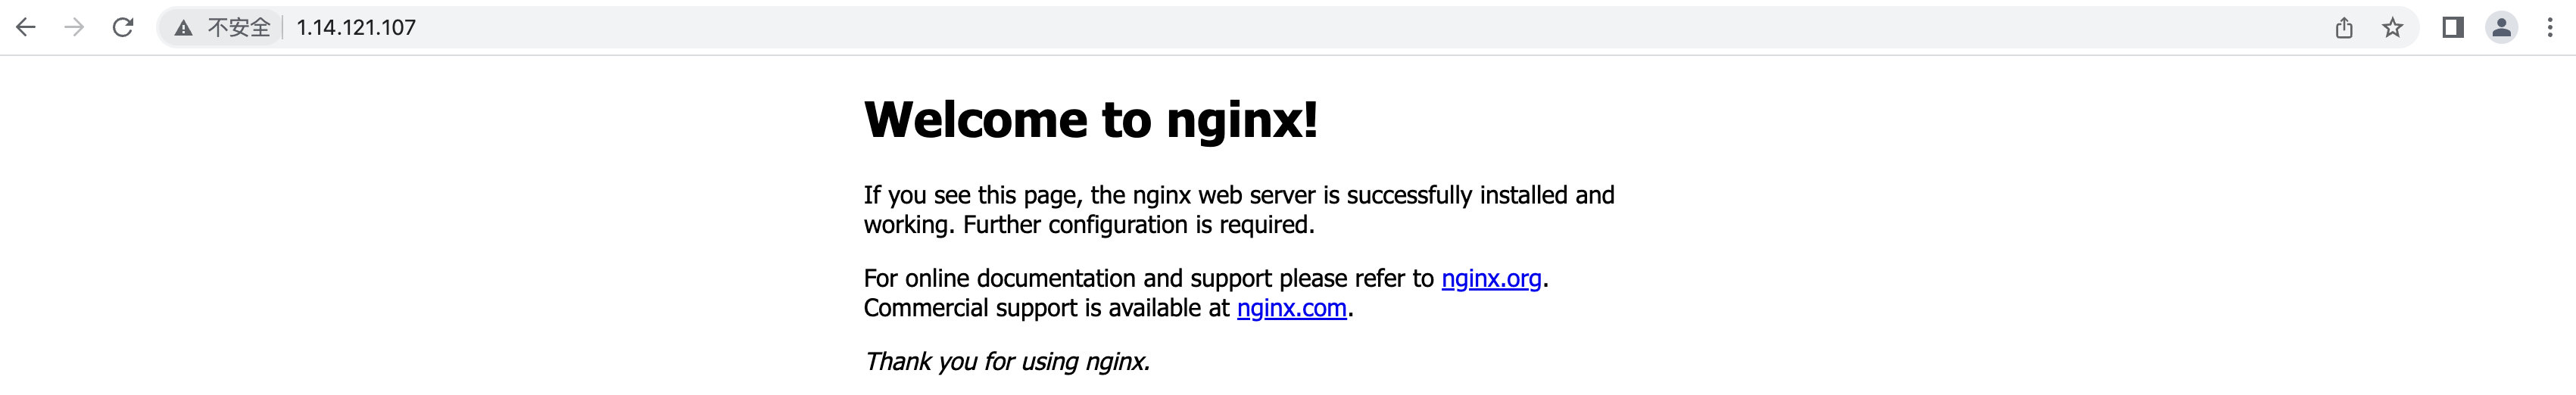 不安全 1.14.121.107
Welcome to nginx!
If you see this page, the nginx web server is successfully installed and
working. Further configuration is required.
For online documentation and support please refer to nginx.org.
Commercial support is available at nginx.com.
Thank you for using nginx.